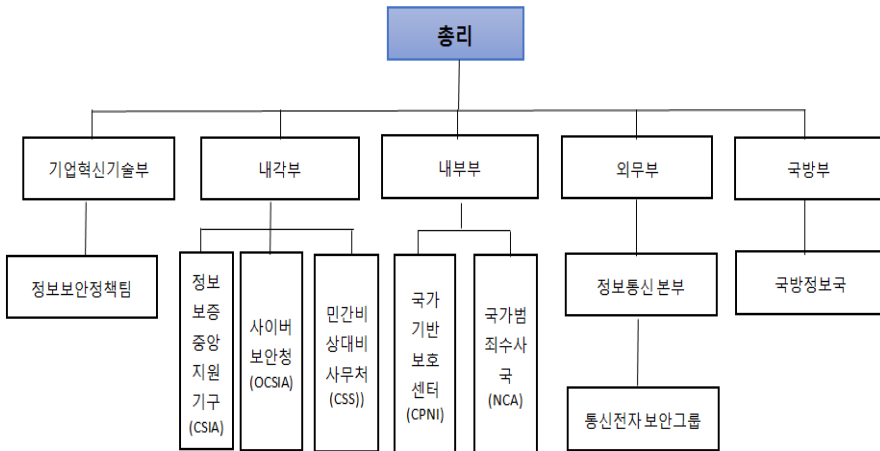 총리
기업혁신기술부
내각부
내부부
외무부
국방부
정보보안정책팀
정보
보증
중앙
지원
기구
(CSIA)
사이버
보안청
(OCSIA)
민간비
상대비
사무처
(CSS))
국가
기반
보호
센터
(CPNI)
국가범
죄수사
국
(NCA)
정보통신 본부
국방정보국
통신전자 보안그룹